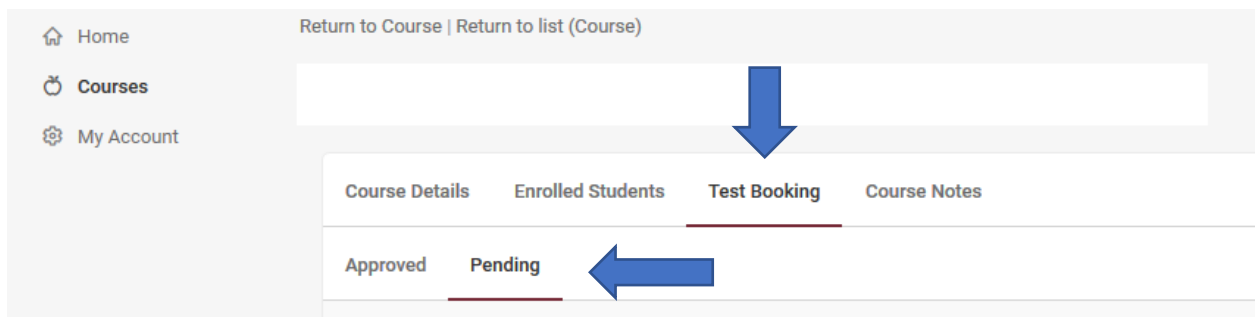 Home
Return to Course | Return to list (Course)
Courses
My Account
Course Details Enrolled Students Test Booking Course Notes
Approved Pending